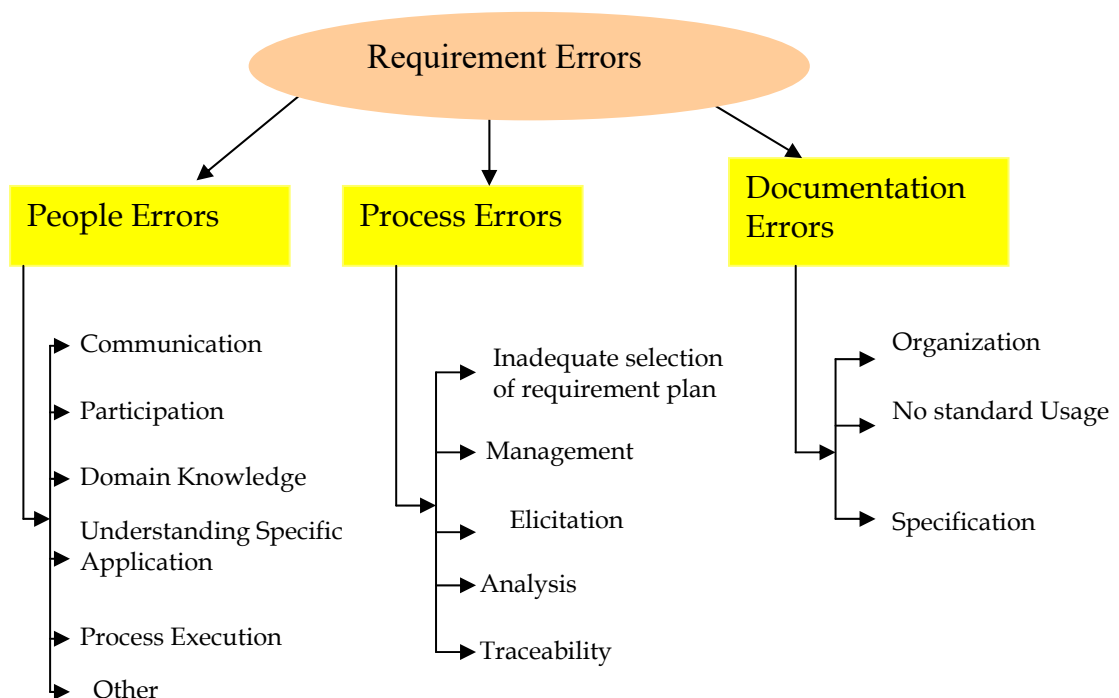 Requirement Errors
People Errors
Communication
Participation
Domain Knowledge
Understanding Specific
Application
Process Execution
Other
Process Errors
Inadequate selection
of requirement plan
Management
Elicitation
Analysis
Traceability
Documentation
Errors
Organization
No standard Usage
Specification